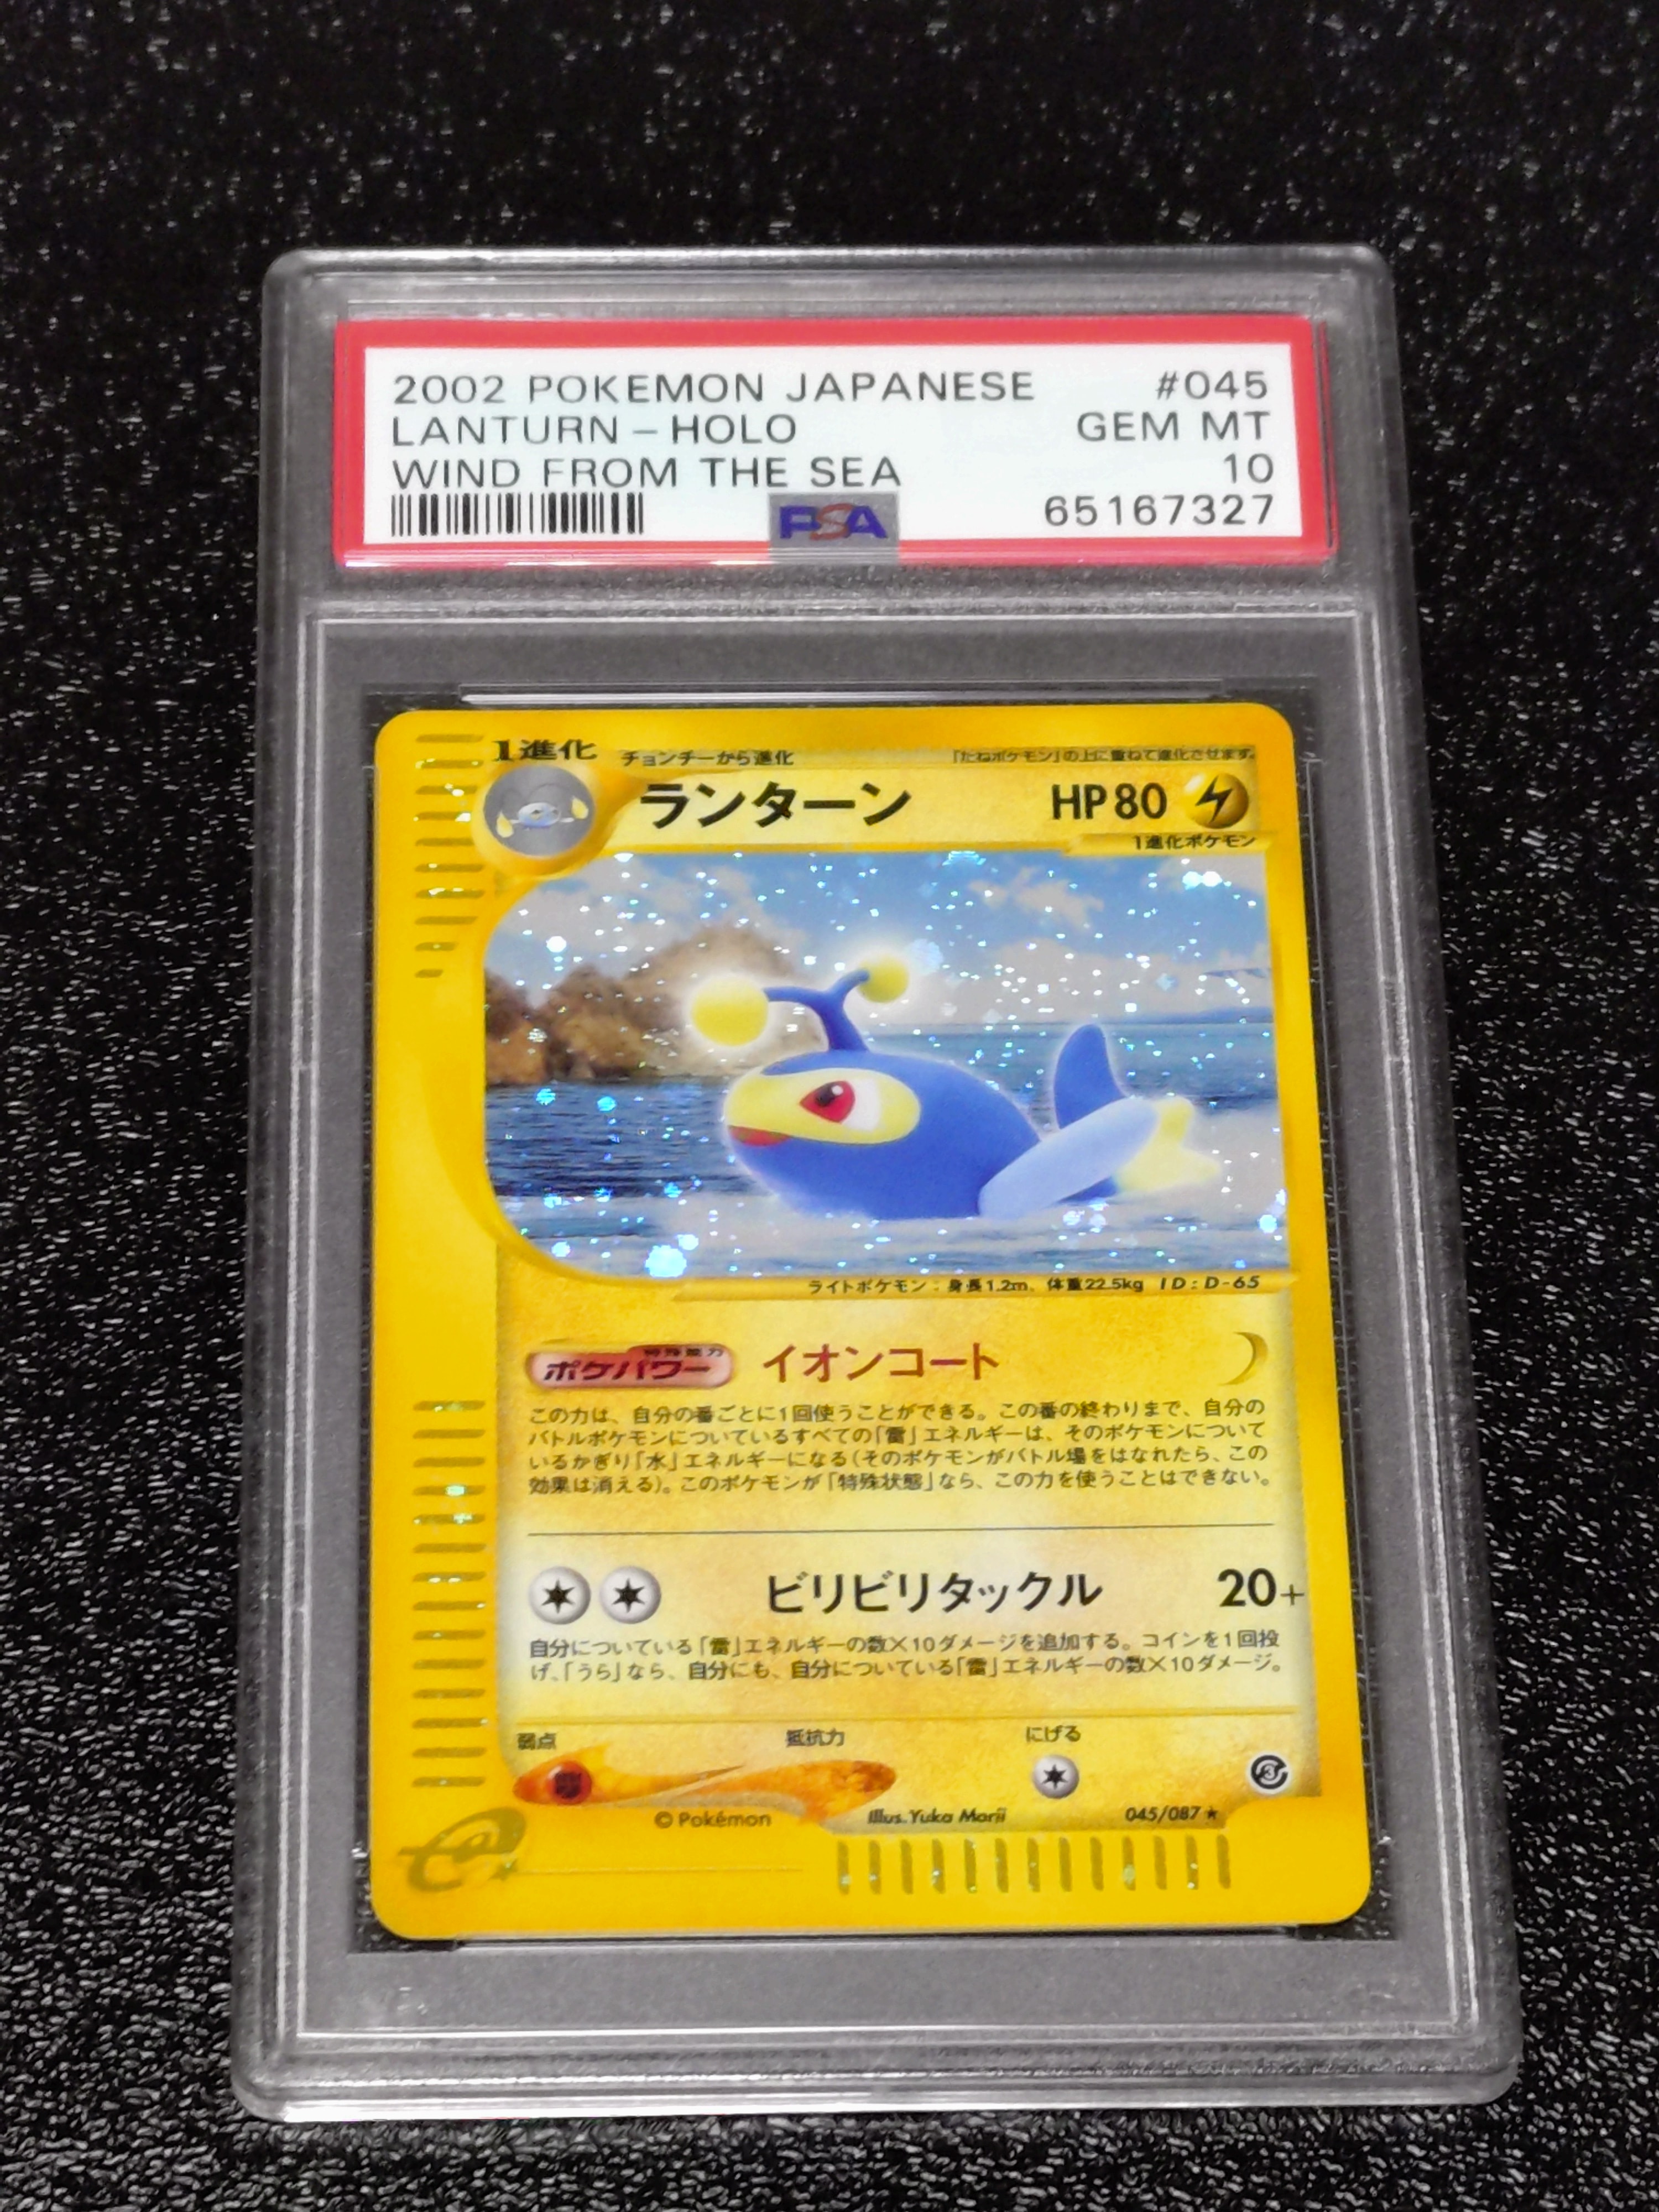 2002 POKEMON JAPANESE #045
LANTURN-HOLO GEM MT
WIND FROM THE SEA 10
PSA 65167327
1進化 チョンチーから進化 「たねポケモン」の上に重ねて進化させます。
ランターン HP80
1進化ポケモン
ライトポケモン:身長1.2m、体重22.5kg ID:D-65
ポケパワー 特殊能力 イオンコート
この力は、自分の番ごとに1回使うことができる。この番の終わりまで、自分の
バトルポケモンについているすべての「雷」エネルギーは、そのポケモンについて
いるかぎり「水」エネルギーになる(そのポケモンがバトル場をはなれたら、この
効果は消える)。このポケモンが「特殊状態」なら、この力を使うことはできない。
ビリビリタックル 20+
自分についている「雷」エネルギーの数×10ダメージを追加する。コインを1回投
げ、「うら」なら、自分にも、自分についている「雷」エネルギーの数×10ダメージ。
弱点 抵抗力 にげる
©Pokémon Illus. Yuka Morii 045/087 ★
e